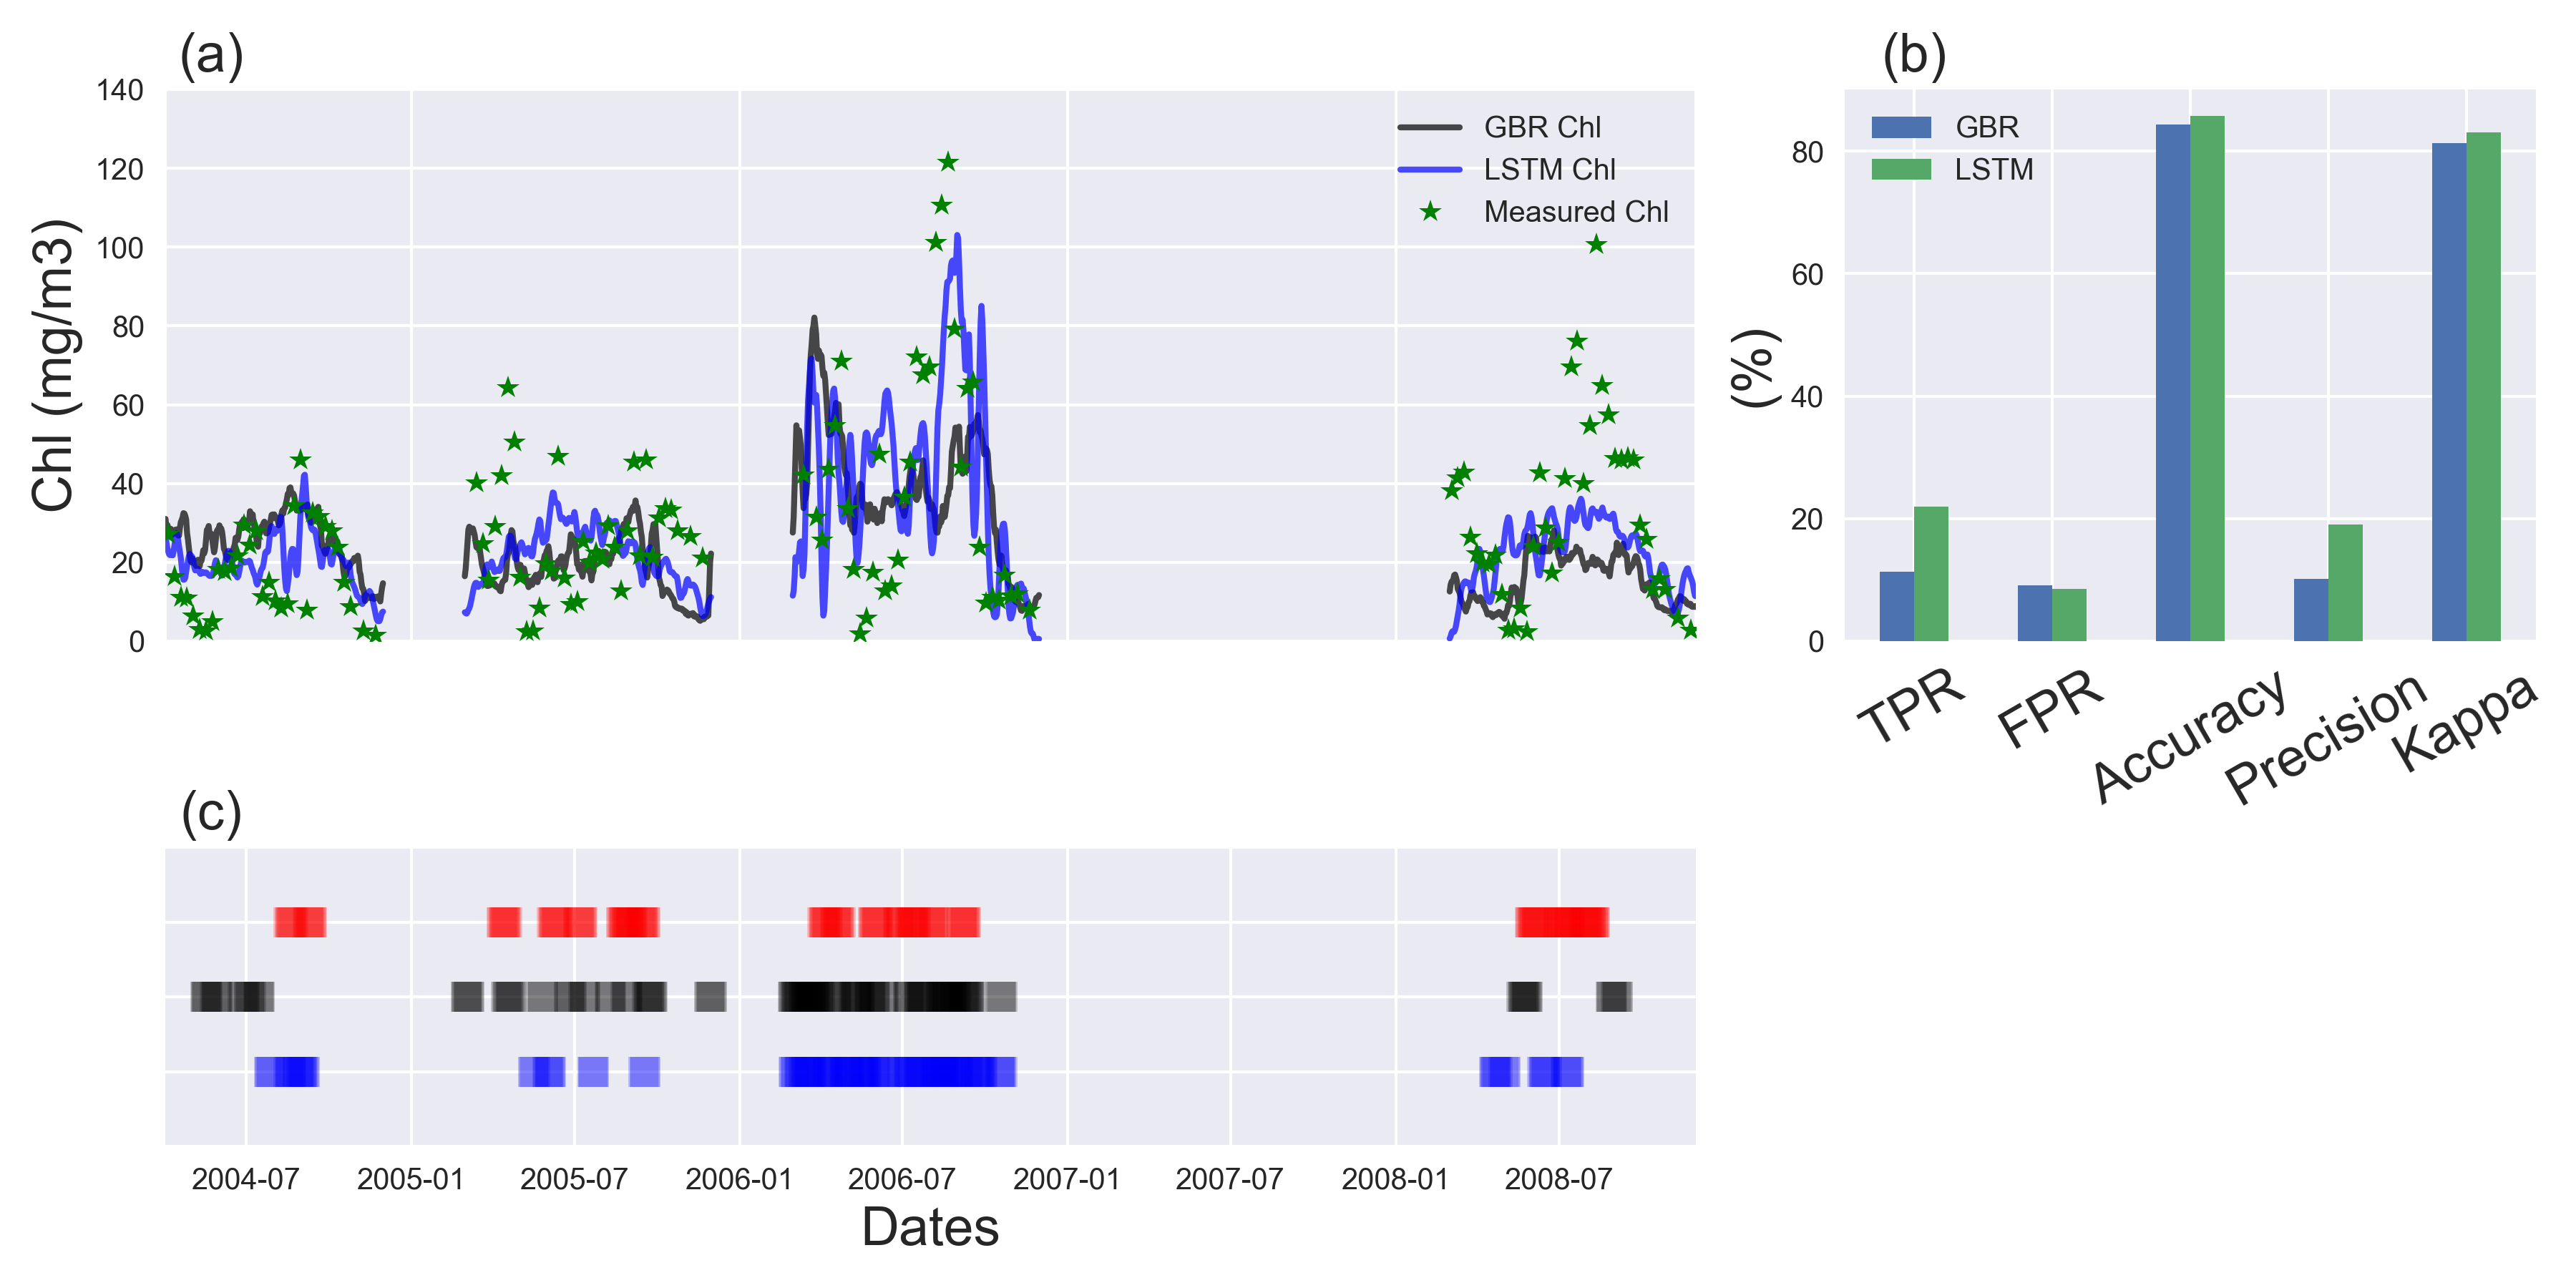 (a)
140
120
100
80
60
40
20
0
Chl (mg/m3)
GBR Chl
LSTM Chl
Measured Chl
(b)
80
60
40
20
0
(%)
GBR
LSTM
TPR
FPR
Accuracy
Precision
Kappa
(c)
2004-07
2005-01
2005-07
2006-01
2006-07
2007-01
2007-07
2008-01
2008-07
Dates